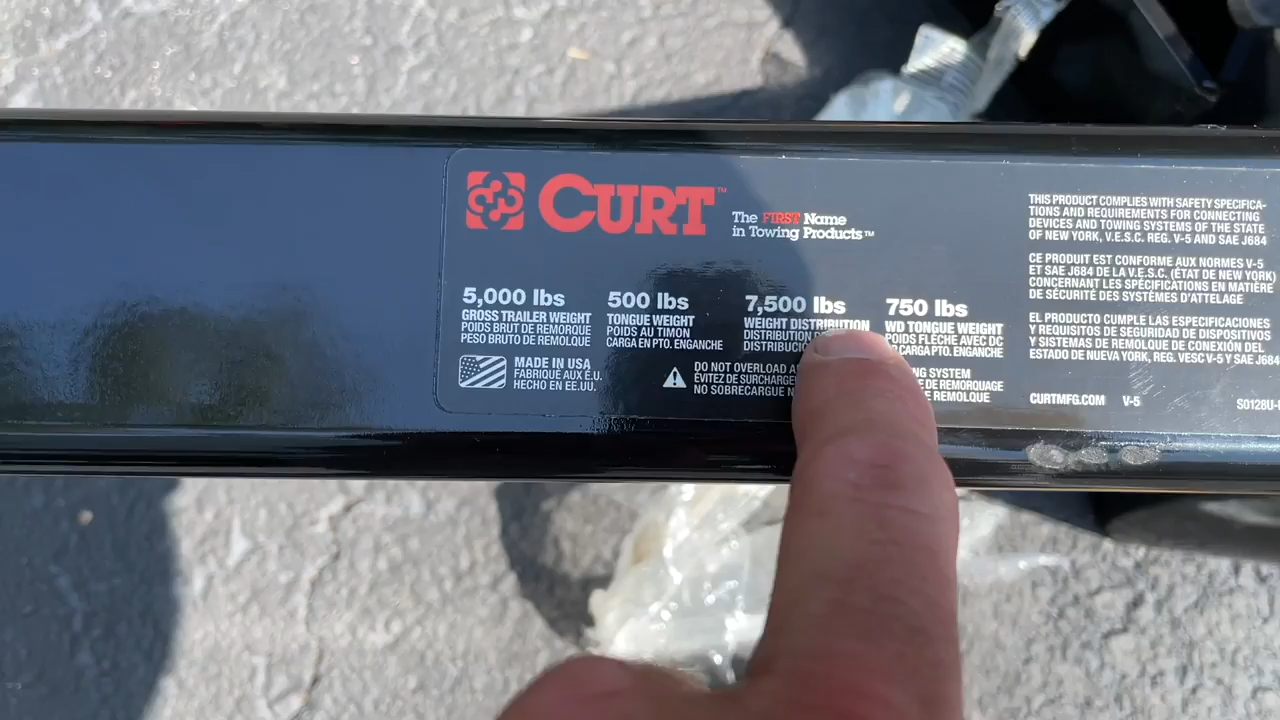 CURT™
The FIRST Name
in Towing Products™
5,000 lbs
GROSS TRAILER WEIGHT
POIDS BRUT DE REMORQUE
PESO BRUTO DE REMOLQUE
500 lbs
TONGUE WEIGHT
POIDS AU TIMON
CARGA EN PTO. ENGANCHE
7,500 lbs
WEIGHT DISTRIBUTION
DISTRIBUTION
750 lbs
WD TONGUE WEIGHT
POIDS FLÈCHE AVEC DC
CARGA PTO. ENGANCHE
MADE IN USA
FABRIQUÉ AUX É.U.
HECHO EN EE.UU.
DO NOT OVERLOAD
SYSTEM
ÉVITEZ DE
DE REMORQUAGE
NO SOBRECARGUE
REMOLQUE
THIS PRODUCT COMPLIES WITH SAFETY SPECIFICA-
TIONS AND REQUIREMENTS FOR CONNECTING
DEVICES AND TOWING SYSTEMS OF THE STATE
OF NEW YORK, V.E.S.C. REG. V-5 AND SAE J684
CE PRODUIT EST CONFORME AUX NORMES V-5
ET SAE J684 DE LA V.E.S.C. (ÉTAT DE NEW YORK)
CONCERNANT LES SPÉCIFICATIONS EN MATIÈRE
DE SÉCURITÉ DES SYSTÈMES D'ATTELAGE
EL PRODUCTO CUMPLE LAS ESPECIFICACIONES
Y REQUISITOS DE SEGURIDAD DE DISPOSITIVOS
Y SISTEMAS DE REMOLQUE DE CONEXIÓN DEL
ESTADO DE NUEVA YORK, REG. VESC V-5 Y SAE J684
CURTMFG.COM V-5